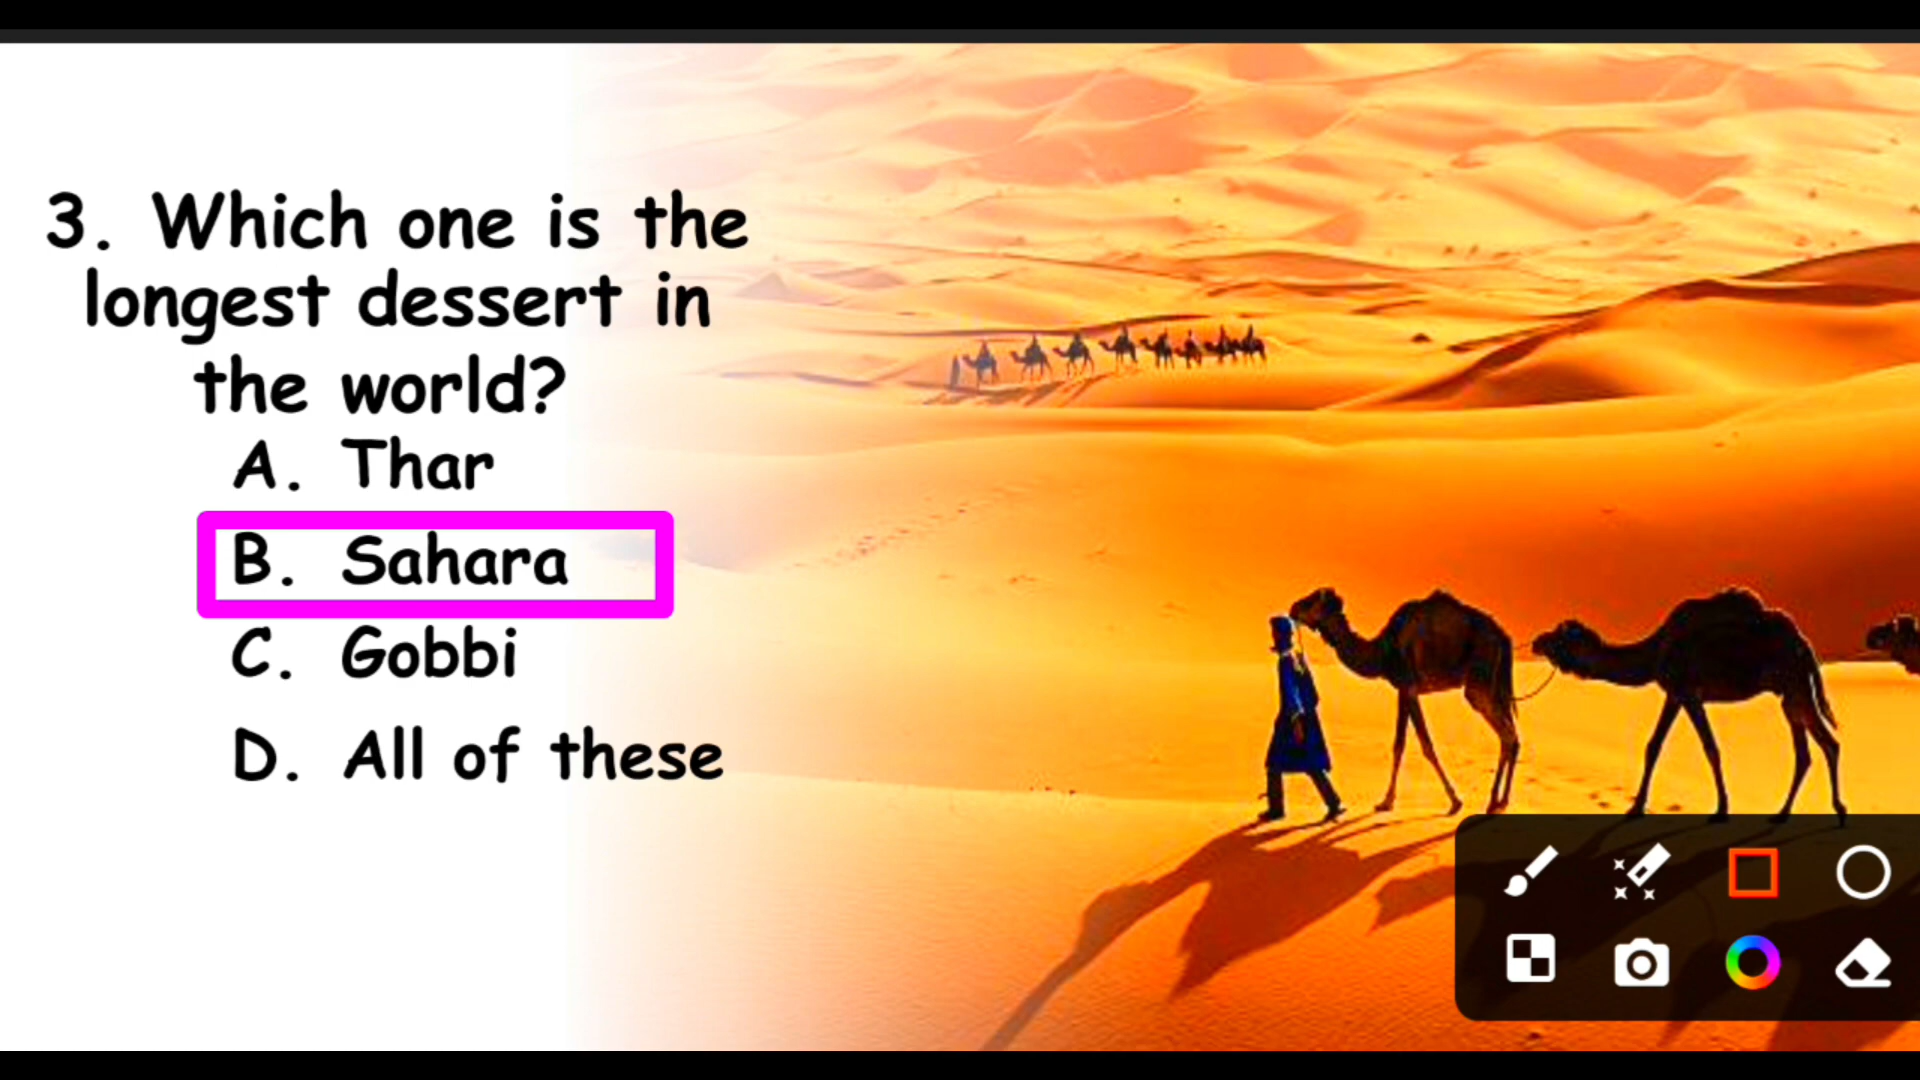 3. Which one is the
longest dessert in
the world?
A. Thar
B. Sahara
C. Gobbi
D. All of these